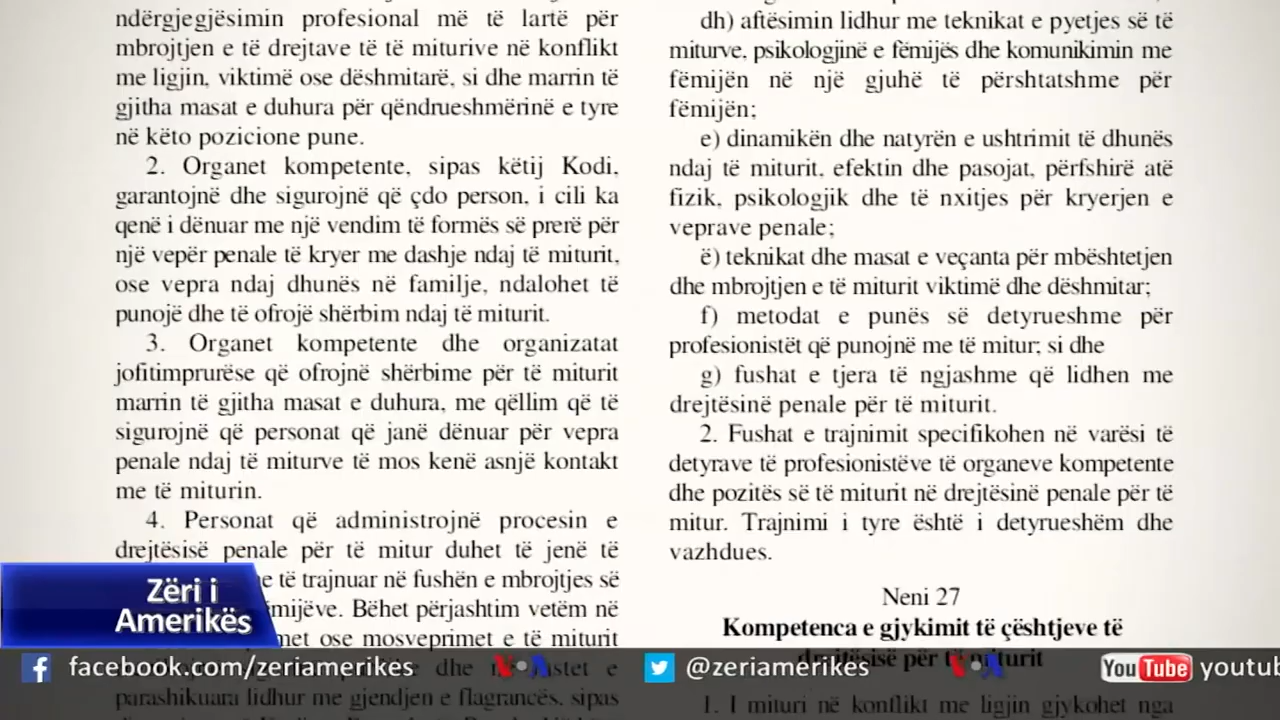 ndërgjegjësimin profesional më të lartë për
mbrojtjen e të drejtave të të miturive në konflikt
me ligjin, viktimë ose dëshmitarë, si dhe marrin të
gjitha masat e duhura për qëndrueshmërinë e tyre
në këto pozicione pune.
2. Organet kompetente, sipas këtij Kodi,
garantojnë dhe sigurojnë që çdo person, i cili ka
qenë i dënuar me një vendim të formës së prerë për
një vepër penale të kryer me dashje ndaj të miturit,
ose vepra ndaj dhunës në familje, ndalohet të
punojë dhe të ofrojë shërbim ndaj të miturit.
3. Organet kompetente dhe organizatat
jofitimprurëse që ofrojnë shërbime për të miturit
marrin të gjitha masat e duhura, me qëllim që të
sigurojnë që personat që janë dënuar për vepra
penale ndaj të miturve të mos kenë asnjë kontakt
me të miturin.
4. Personat që administrojnë procesin e
drejtësisë penale për të mitur duhet të jenë të
të trajnuar në fushën e mbrojtjes së
Bëhet përjashtim vetëm në
ose mosveprimet e të miturit
dhe
parashikuara lidhur me gjendjen e flagrancës, sipas
dh) aftësimin lidhur me teknikat e pyetjes së të
miturve, psikologjinë e fëmijës dhe komunikimin me
fëmijën në një gjuhë të përshtatshme për
fëmijën;
e) dinamikën dhe natyrën e ushtrimit të dhunës
ndaj të miturit, efektin dhe pasojat, përfshirë atë
fizik, psikologjik dhe të nxitjes për kryerjen e
veprave penale;
ë) teknikat dhe masat e veçanta për mbështetjen
dhe mbrojtjen e të miturit viktimë dhe dëshmitar;
f) metodat e punës së detyrueshme për
profesionistët që punojnë me të mitur; si dhe
g) fushat e tjera të ngjashme që lidhen me
drejtësinë penale për të miturit.
2. Fushat e trajnimit specifikohen në varësi të
detyrave të profesionistëve të organeve kompetente
dhe pozitës së të miturit në drejtësinë penale për të
mitur. Trajnimi i tyre është i detyrueshëm dhe
vazhdues.
Neni 27
Kompetenca e gjykimit të çështjeve të
drejtësisë për të miturit
1. I mituri në konflikt me ligjin gjykohet nga
Zëri i
Amerikës
facebook.com/zeriamerikes
VOA
@zeriamerikes
VOA
YouTube youtub